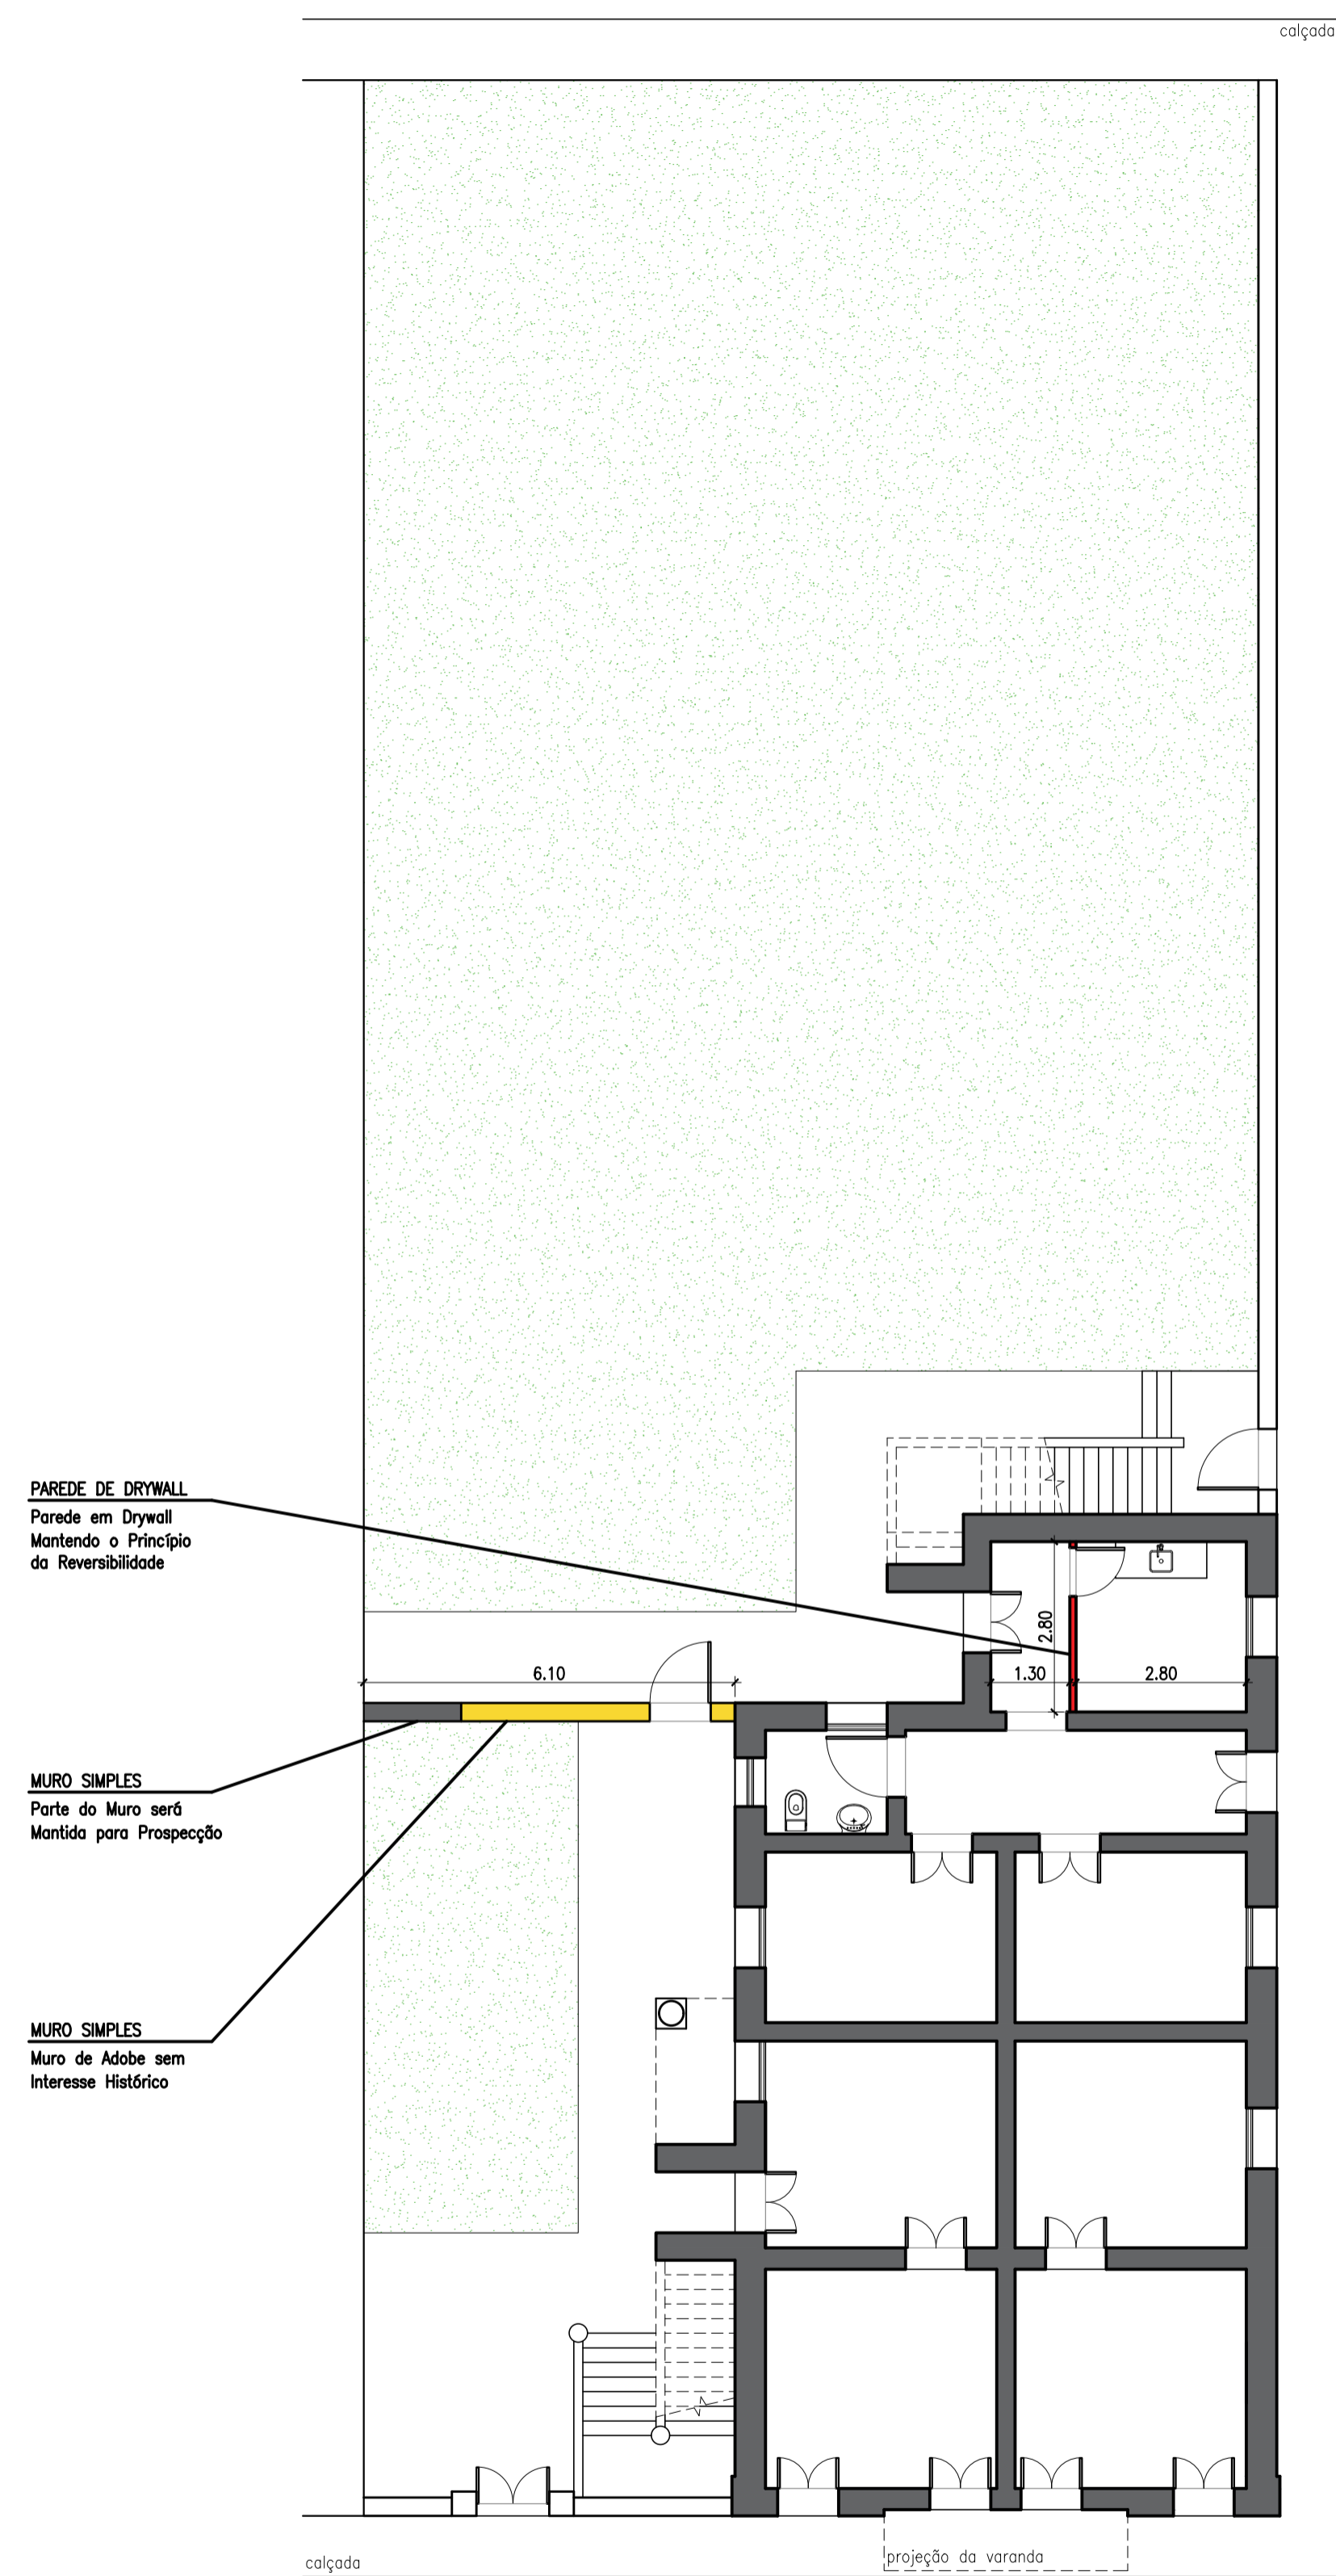 calçada
PAREDE DE DRYWALL
Parede em Drywall
Mantendo o Princípio
da Reversibilidade
2.80
6.10
1.30
2.80
MURO SIMPLES
Parte do Muro será
Mantida para Prospecção
MURO SIMPLES
Muro de Adobe sem
Interesse Histórico
projeção da varanda
calçada